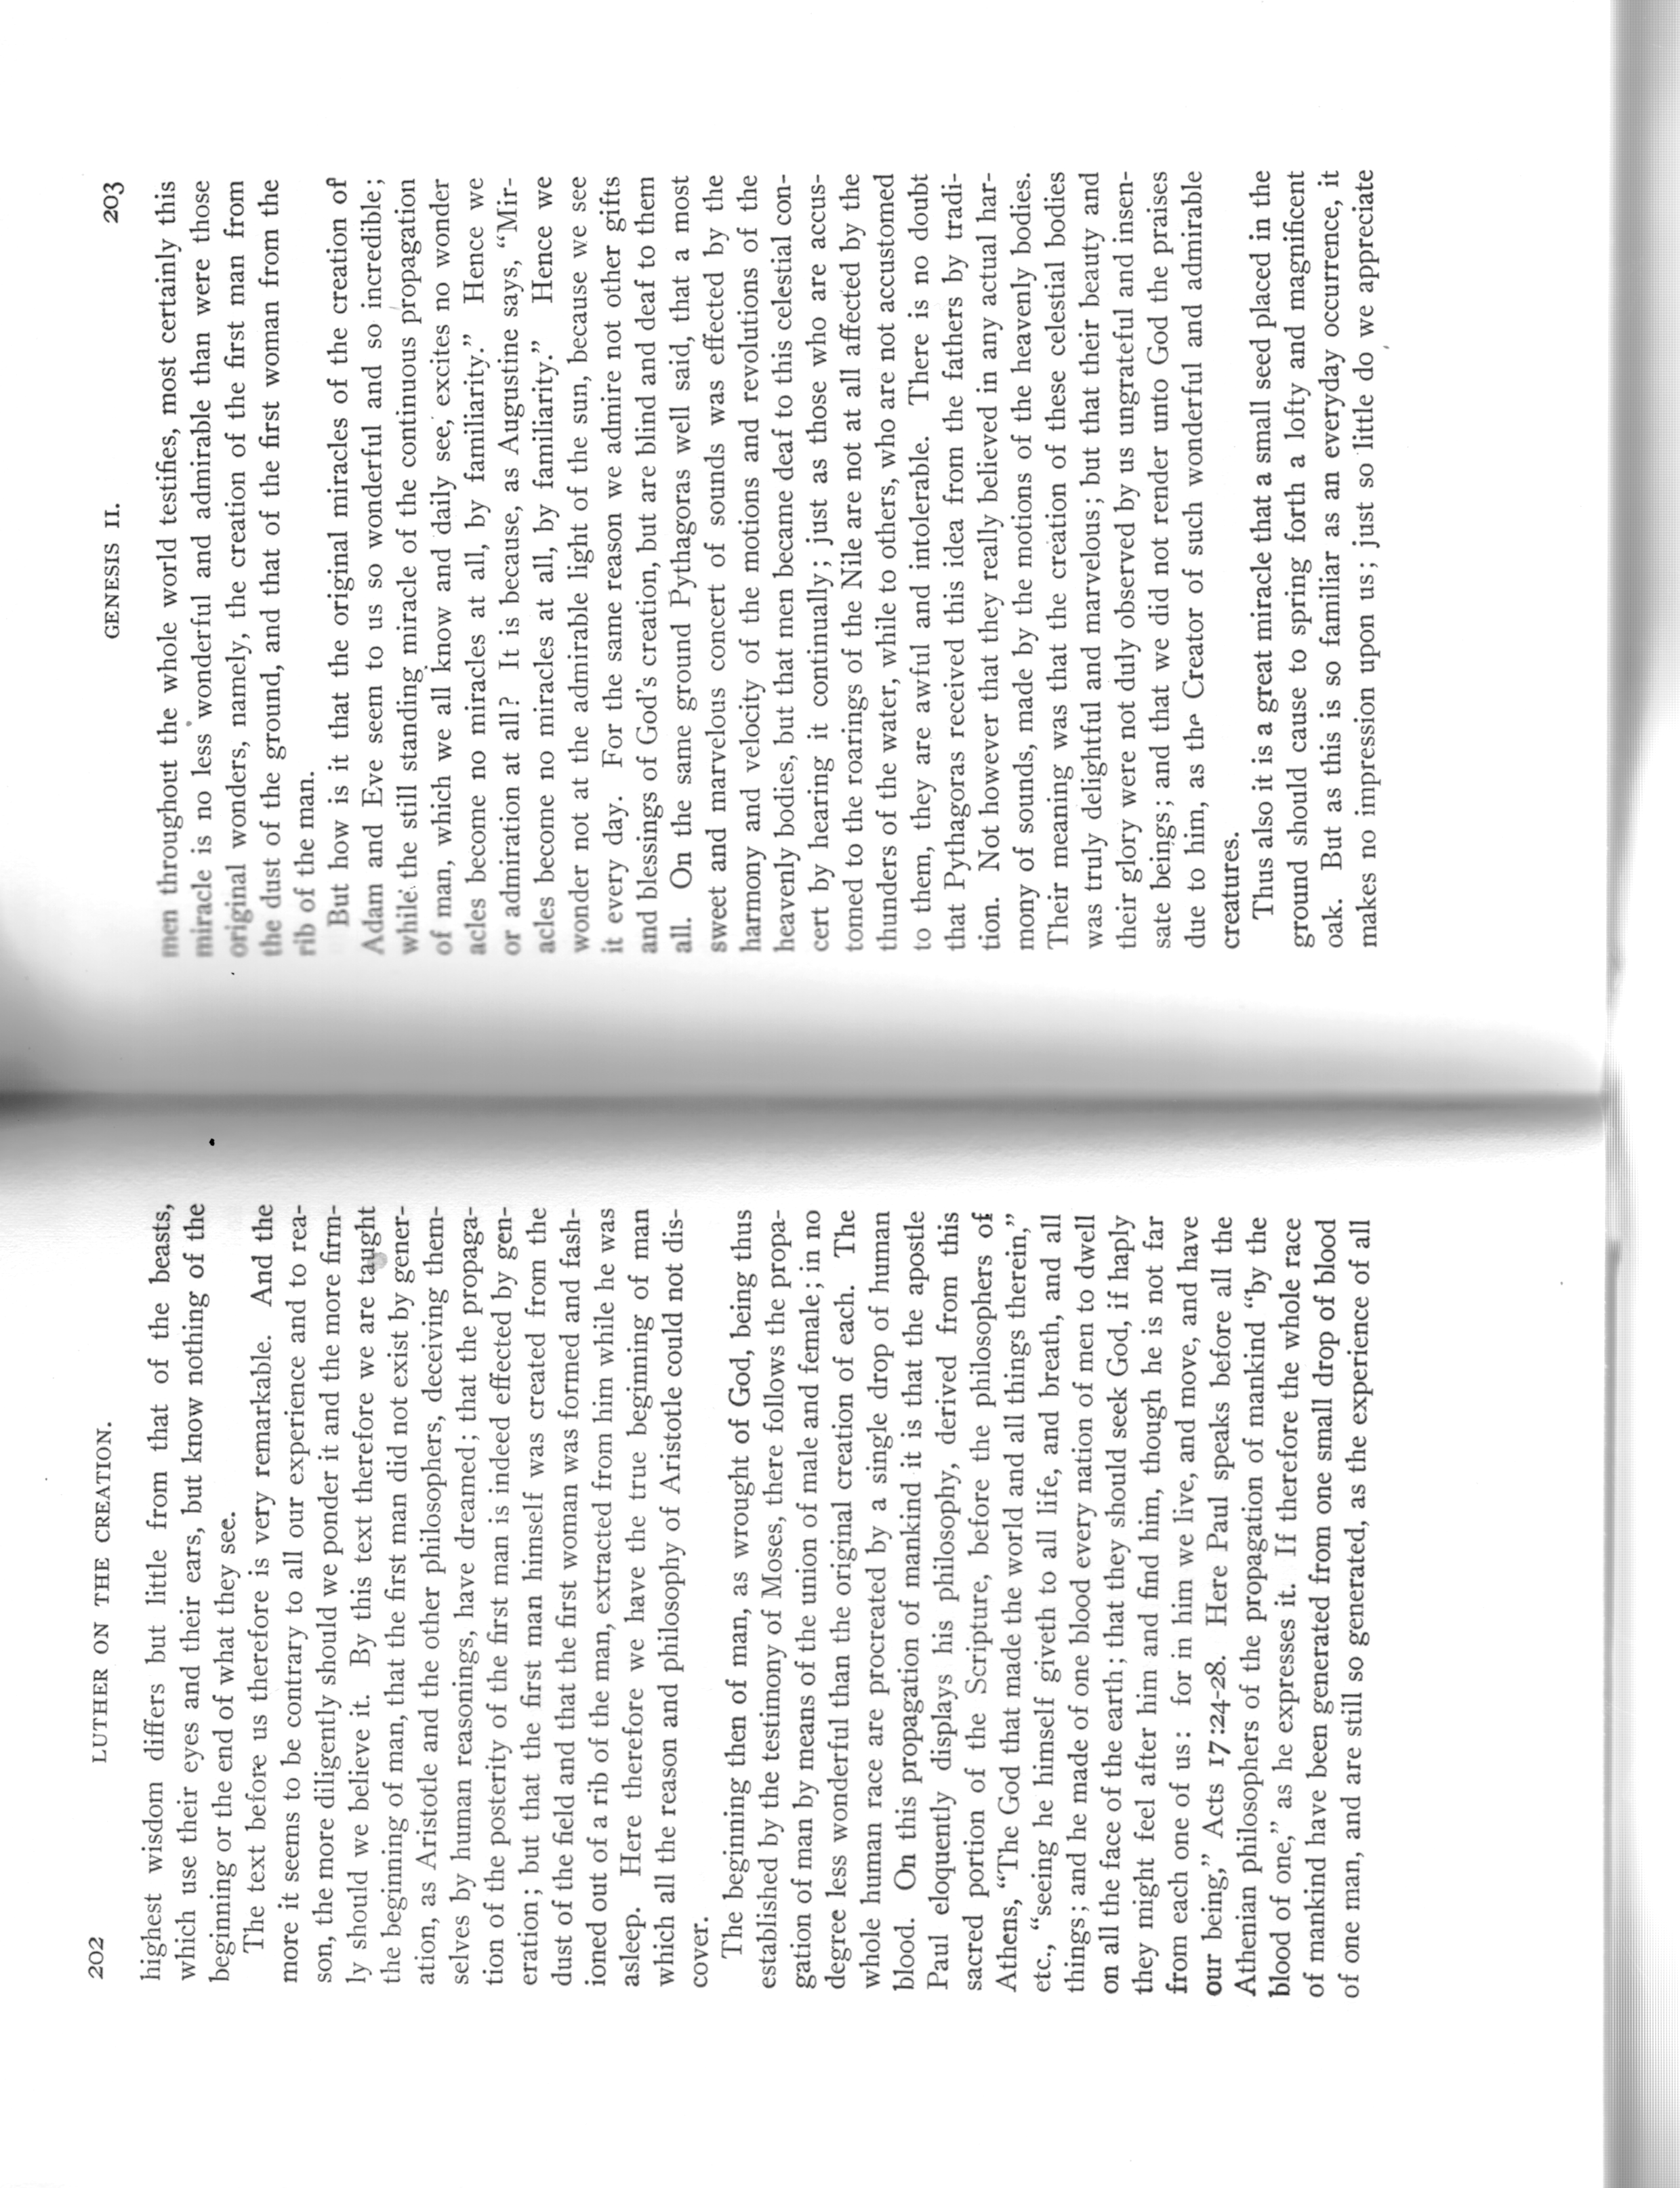 202 LUTHER ON THE CREATION.
highest wisdom differs but little from that of the beasts,
which use their eyes and their ears, but know nothing of the
beginning or the end of what they see.
The text before us therefore is very remarkable. And the
more it seems to be contrary to all our experience and to rea-
son, the more diligently should we ponder it and the more firm-
ly should we believe it. By this text therefore we are taught
the beginning of man, that the first man did not exist by gener-
ation, as Aristotle and the other philosophers, deceiving them-
selves by human reasonings, have dreamed; that the propaga-
tion of the posterity of the first man is indeed effected by gen-
eration; but that the first man himself was created from the
dust of the field and that the first woman was formed and fash-
ioned out of a rib of the man, extracted from him while he was
asleep. Here therefore we have the true beginning of man
which all the reason and philosophy of Aristotle could not dis-
cover.
The beginning then of man, as wrought of God, being thus
established by the testimony of Moses, there follows the propa-
gation of man by means of the union of male and female; in no
degree less wonderful than the original creation of each. The
whole human race are procreated by a single drop of human
blood. On this propagation of mankind it is that the apostle
Paul eloquently displays his philosophy, derived from this
sacred portion of the Scripture, before the philosophers of
Athens, “The God that made the world and all things therein,”
etc., “seeing he himself giveth to all life, and breath, and all
things; and he made of one blood every nation of men to dwell
on all the face of the earth; that they should seek God, if haply
they might feel after him and find him, though he is not far
from each one of us: for in him we live, and move, and have
our being,” Acts 17:24-28. Here Paul speaks before all the
Athenian philosophers of the propagation of mankind “by the
blood of one,” as he expresses it. If therefore the whole race
of mankind have been generated from one small drop of blood
of one man, and are still so generated, as the experience of all
GENESIS II. 203
men throughout the whole world testifies, most certainly this
miracle is no less wonderful and admirable than were those
original wonders, namely, the creation of the first man from
the dust of the ground, and that of the first woman from the
rib of the man.
But how is it that the original miracles of the creation of
Adam and Eve seem to us so wonderful and so incredible;
while the still standing miracle of the continuous propagation
of man, which we all know and daily see, excites no wonder
acles become no miracles at all, by familiarity.” Hence we
or admiration at all? It is because, as Augustine says, “Mir-
acles become no miracles at all, by familiarity.” Hence we
wonder not at the admirable light of the sun, because we see
it every day. For the same reason we admire not other gifts
and blessings of God's creation, but are blind and deaf to them
all. On the same ground Pythagoras well said, that a most
sweet and marvelous concert of sounds was effected by the
harmony and velocity of the motions and revolutions of the
heavenly bodies, but that men became deaf to this celestial con-
cert by hearing it continually; just as those who are accus-
tomed to the roarings of the Nile are not at all affected by the
thunders of the water, while to others, who are not accustomed
to them, they are awful and intolerable. There is no doubt
that Pythagoras received this idea from the fathers by tradi-
tion. Not however that they really believed in any actual har-
mony of sounds, made by the motions of the heavenly bodies.
Their meaning was that the creation of these celestial bodies
was truly delightful and marvelous; but that their beauty and
their glory were not duly observed by us ungrateful and insen-
sate beings; and that we did not render unto God the praises
due to him, as the Creator of such wonderful and admirable
creatures.
Thus also it is a great miracle that a small seed placed in the
ground should cause to spring forth a lofty and magnificent
oak. But as this is so familiar as an everyday occurrence, it
makes no impression upon us; just so little do we appreciate